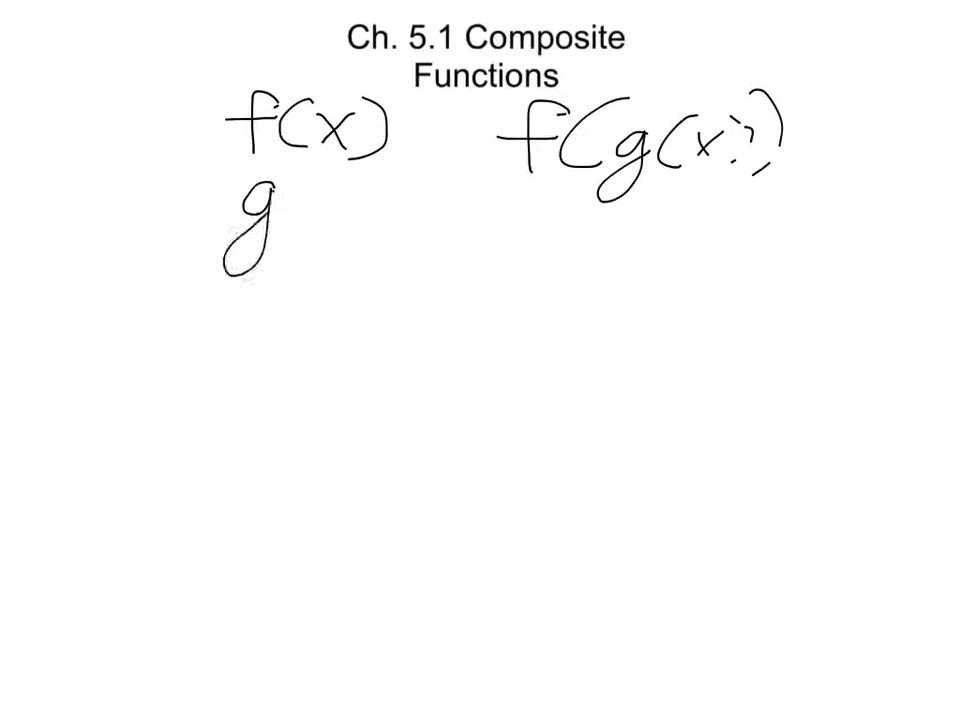 Ch. 5.1 Composite
Functions
f(x) f(g(x))
g